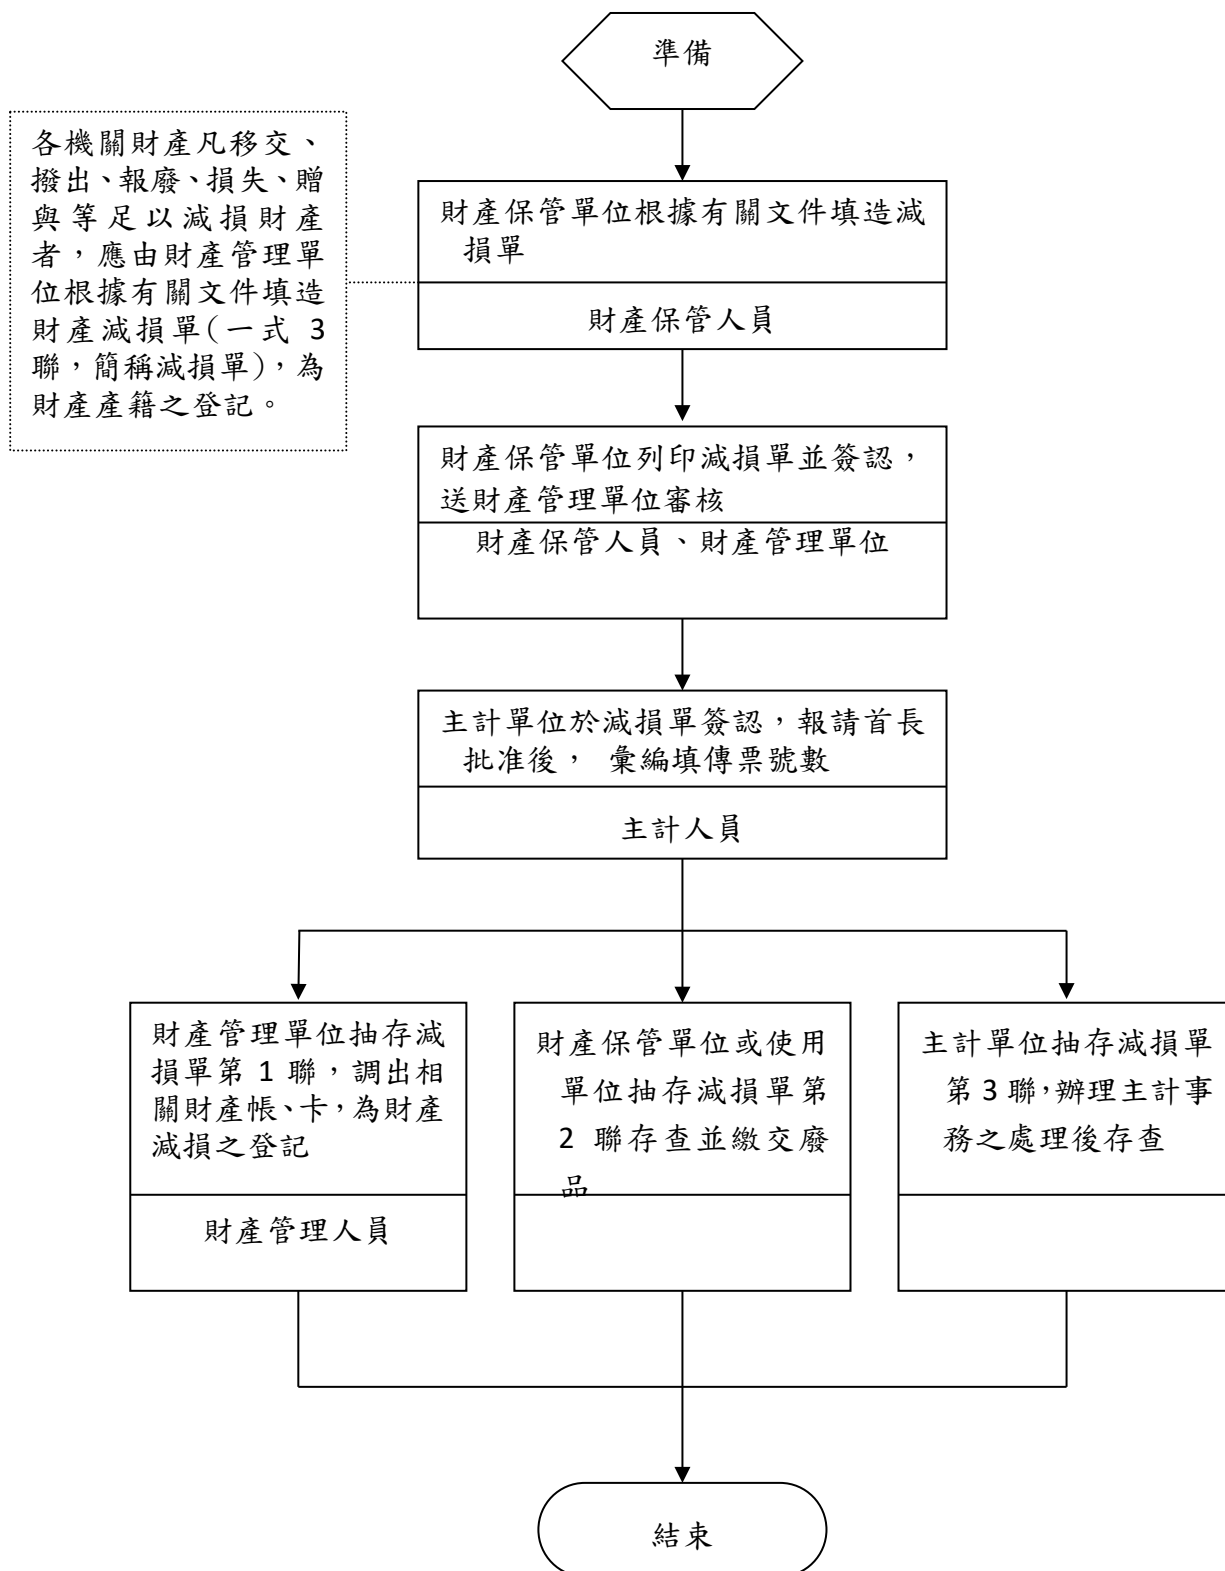 準備
各機關財產凡移交、
撥出、報廢、損失、贈
與等足以減損財產
者，應由財產管理單
位根據有關文件填造
財產減損單(一式 3
聯，簡稱減損單)，為
財產產籍之登記。
財產保管單位根據有關文件填造減
損單
財產保管人員
財產保管單位列印減損單並簽認，
送財產管理單位審核
財產保管人員、財產管理單位
主計單位於減損單簽認，報請首長
批准後， 彙編填傳票號數
主計人員
財產管理單位抽存減
損單第 1 聯，調出相
關財產帳、卡，為財產
減損之登記
財產管理人員
財產保管單位或使用
單位抽存減損單第
2 聯存查並繳交廢
品
主計單位抽存減損單
第 3 聯，辦理主計事
務之處理後存查
結束